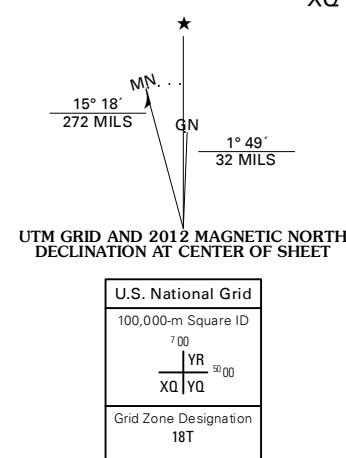 XQ
★
MN
15° 18´
272 MILS
GN
1° 49´
32 MILS
UTM GRID AND 2012 MAGNETIC NORTH
DECLINATION AT CENTER OF SHEET
U.S. National Grid
100,000-m Square ID
7 00
YR
50 00
XQ YQ
Grid Zone Designation
18T